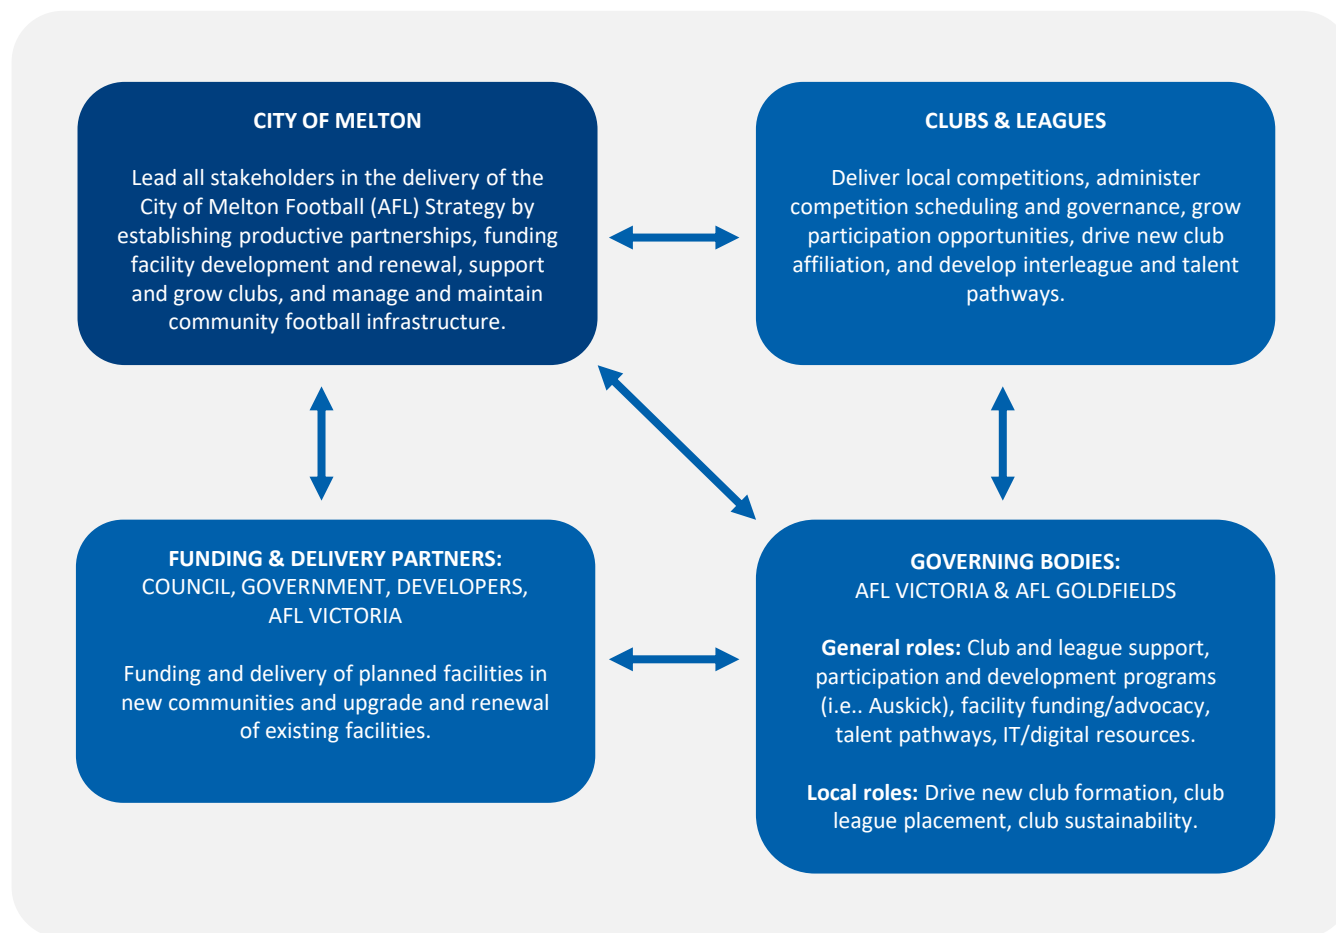 CITY OF MELTON
Lead all stakeholders in the delivery of the
City of Melton Football (AFL) Strategy by
establishing productive partnerships, funding
facility development and renewal, support
and grow clubs, and manage and maintain
community football infrastructure.
CLUBS & LEAGUES
Deliver local competitions, administer
competition scheduling and governance, grow
participation opportunities, drive new club
affiliation, and develop interleague and talent
pathways.
FUNDING & DELIVERY PARTNERS:
COUNCIL, GOVERNMENT, DEVELOPERS,
AFL VICTORIA
Funding and delivery of planned facilities in
new communities and upgrade and renewal
of existing facilities.
GOVERNING BODIES:
AFL VICTORIA & AFL GOLDFIELDS
General roles: Club and league support,
participation and development programs
(i.e.. Auskick), facility funding/advocacy,
talent pathways, IT/digital resources.
Local roles: Drive new club formation, club
league placement, club sustainability.